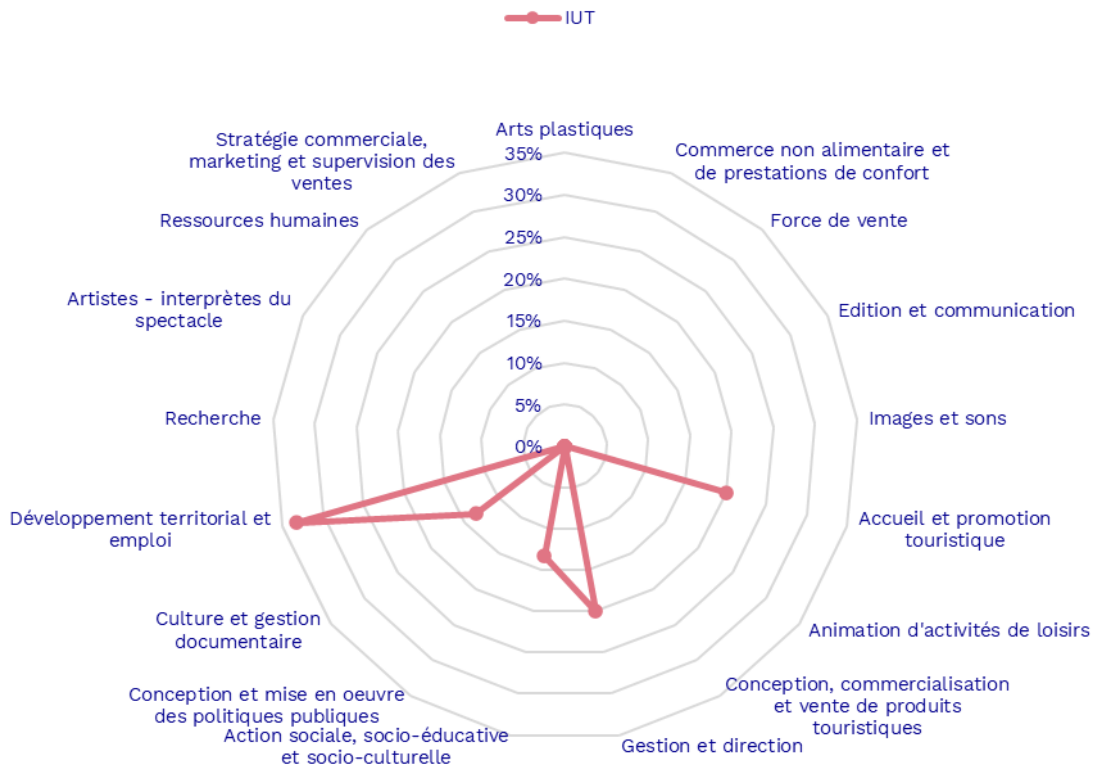 IUT
Arts plastiques
Commerce non alimentaire et
de prestations de confort
Force de vente
Edition et communication
Images et sons
Accueil et promotion
touristique
Animation d'activités de loisirs
Conception, commercialisation
et vente de produits
touristiques
Gestion et direction
Action sociale, socio-éducative
et socio-culturelle
Conception et mise en oeuvre
des politiques publiques
Culture et gestion
documentaire
Développement territorial et
emploi
Recherche
Artistes - interprètes du
spectacle
Ressources humaines
Stratégie commerciale,
marketing et supervision des
ventes
35%
30%
25%
20%
15%
10%
5%
0%